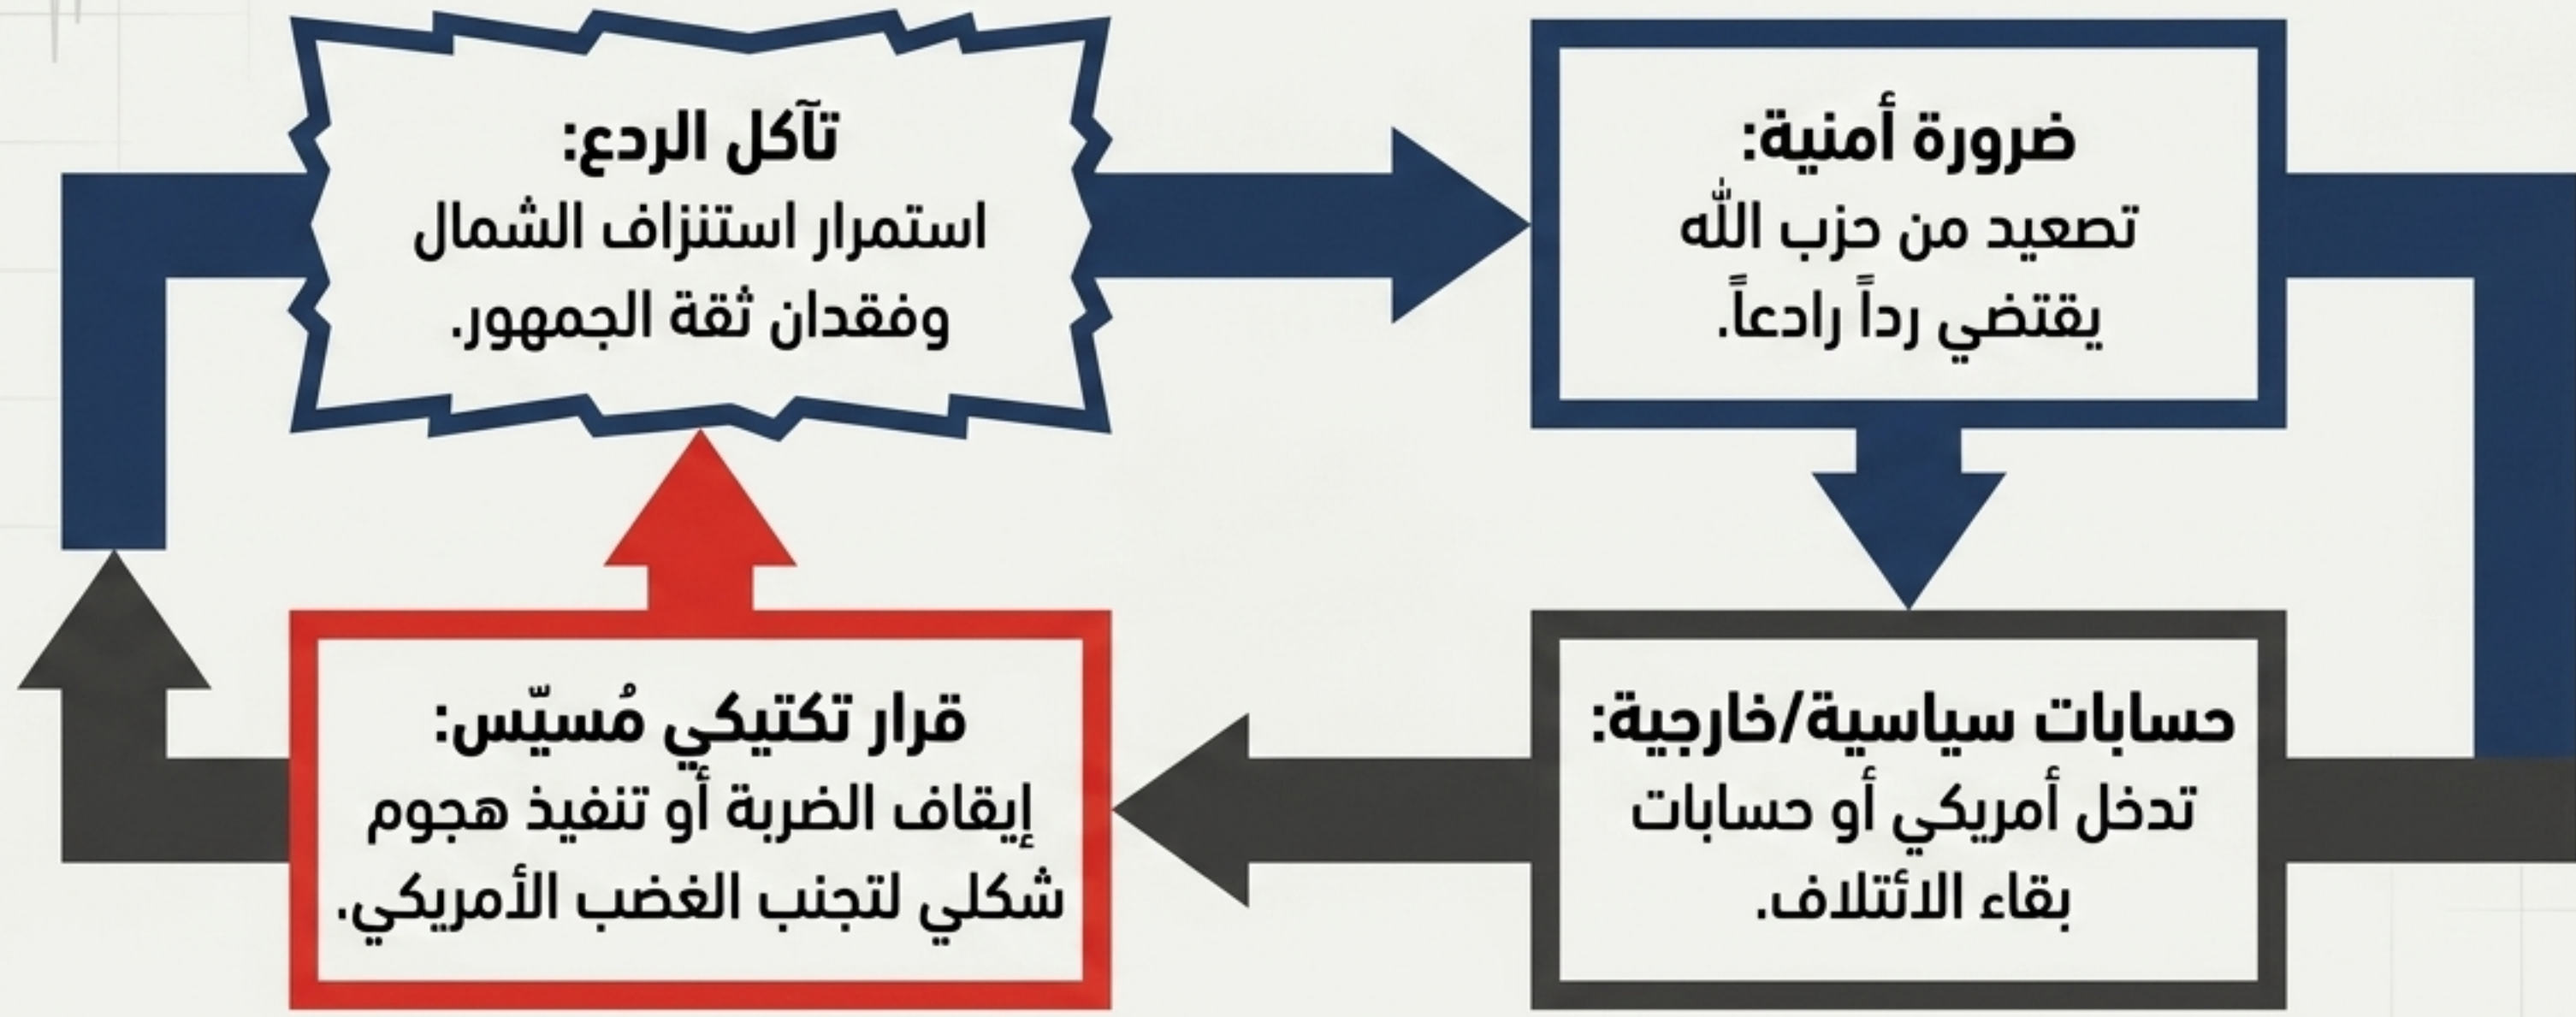 ضرورة أمنية:
تصعيد من حزب الله
يقتضي رداً رادعاً.
حسابات سياسية/خارجية:
تدخل أمريكي أو حسابات
بقاء الائتلاف.
قرار تكتيكي مُسيّس:
إيقاف الضربة أو تنفيذ هجوم
شكلي لتجنب الغضب الأمريكي.
تآكل الردع:
استمرار استنزاف الشمال
وفقدان ثقة الجمهور.